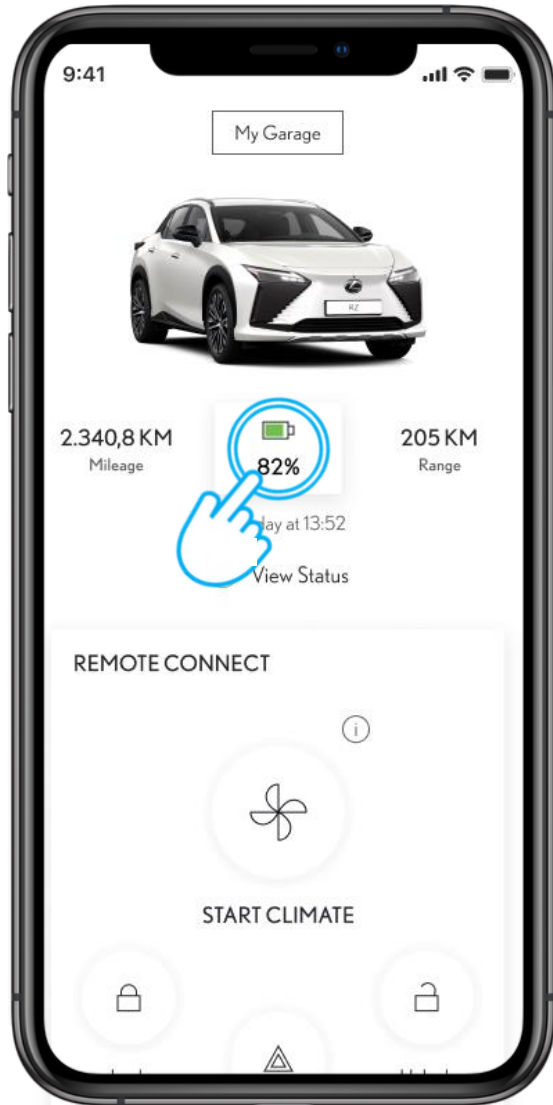 9:41
My Garage
RZ
2.340,8 KM
Mileage
82%
205 KM
Range
at 13:52
View Status
REMOTE CONNECT
i
START CLIMATE